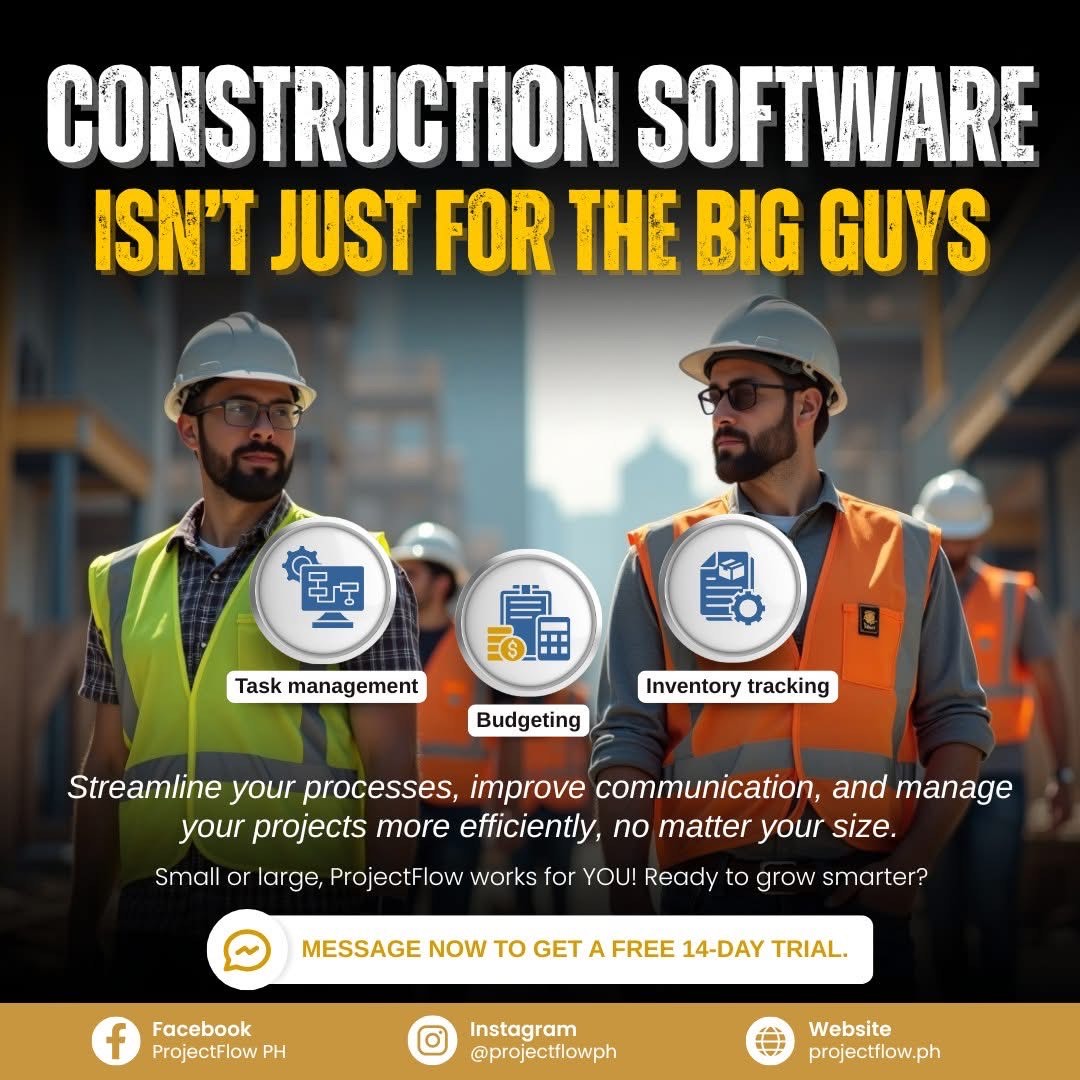 CONSTRUCTION SOFTWARE
ISN'T JUST FOR THE BIG GUYS
Task management
Budgeting
Inventory tracking
Streamline your processes, improve communication, and manage
your projects more efficiently, no matter your size.
Small or large, ProjectFlow works for YOU! Ready to grow smarter?
MESSAGE NOW TO GET A FREE 14-DAY TRIAL.
Facebook
ProjectFlow PH
Instagram
@projectflowph
Website
projectflow.ph